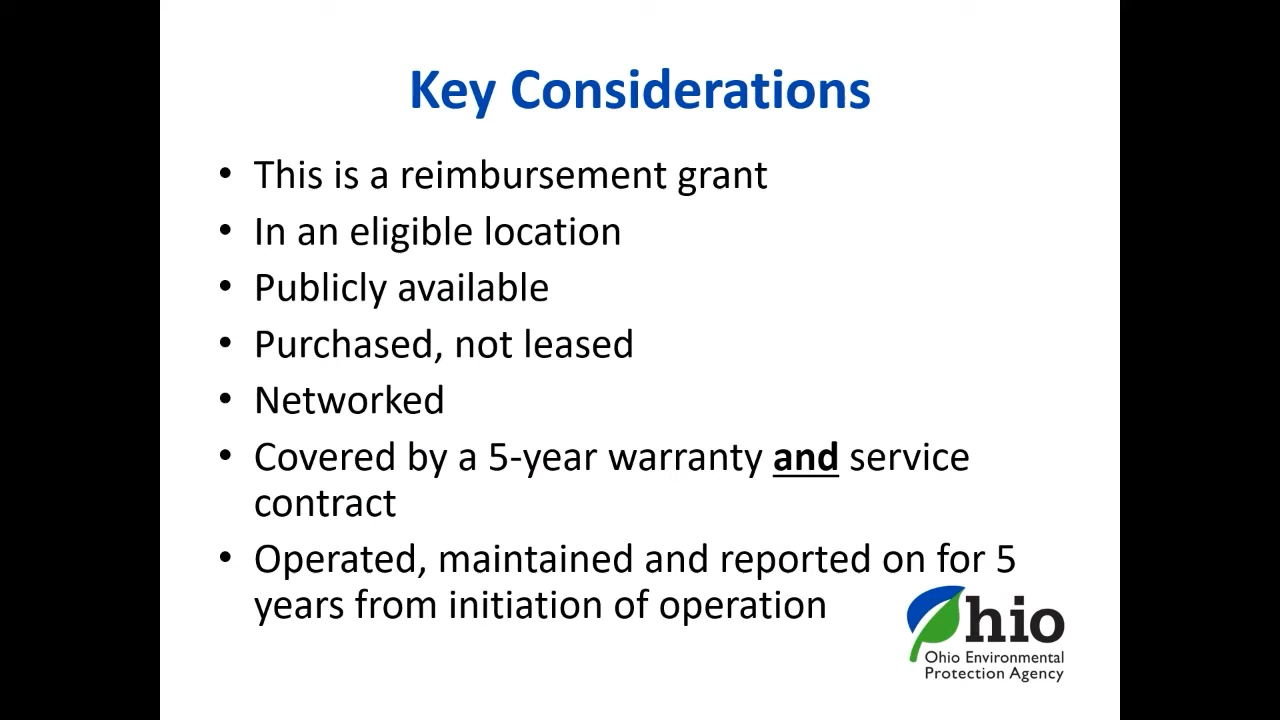 Key Considerations
• This is a reimbursement grant
• In an eligible location
• Publicly available
• Purchased, not leased
• Networked
• Covered by a 5-year warranty and service
contract
• Operated, maintained and reported on for 5
years from initiation of operation
Ohio
Ohio Environmental
Protection Agency